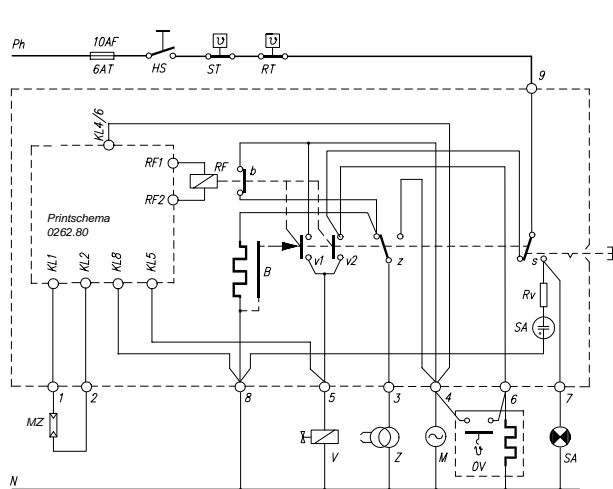 Ph
10AF
6AT
HS
ϑ
ST
ϑ
RT
9
KL4/6
RF1
RF
b
RF2
Printschema
0262.80
KL1
KL2
KL8
KL5
B
v1
v2
z
s
Rv
SA
1
2
8
5
3
4
6
7
MZ
V
Z
M
ϑ
OV
SA
N